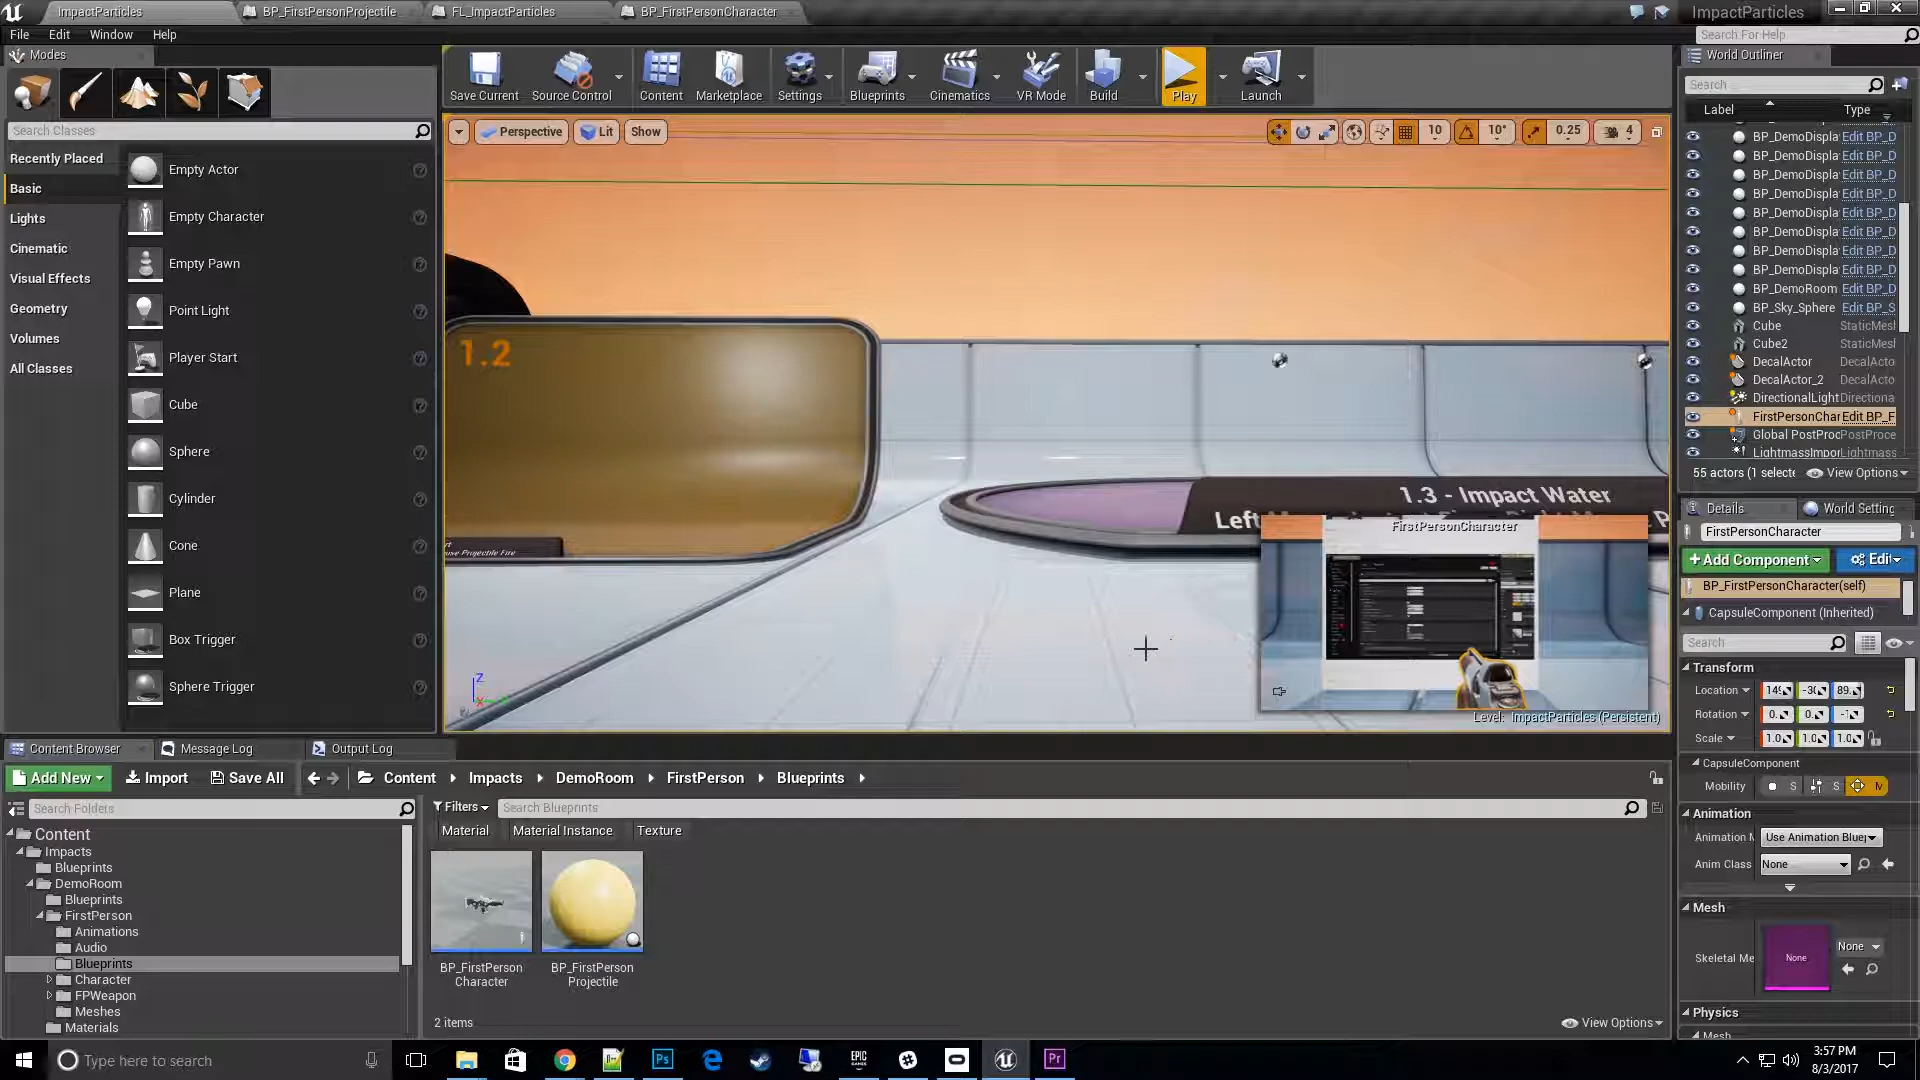 ImpactParticles
BP_FirstPersonProjectile
FL_ImpactParticles
BP_FirstPersonCharacter
ImpactParticles
File Edit Window Help
Search For Help
Modes
Save Current
Source Control
Content
Marketplace
Settings
Blueprints
Cinematics
VR Mode
Build
Play
Launch
World Outliner
Search
Label Type
Search Classes
Perspective
Lit
Show
10
10°
0.25
4
Recently Placed
Basic
Lights
Cinematic
Visual Effects
Geometry
Volumes
All Classes
Empty Actor
Empty Character
Empty Pawn
Point Light
Player Start
Cube
Sphere
Cylinder
Cone
Plane
Box Trigger
Sphere Trigger
1.2
1.3 - Impact Water
FirstPersonCharacter
Level: ImpactParticles (Persistent)
BP_DemoDispla Edit BP_D
BP_DemoDispla Edit BP_D
BP_DemoDispla Edit BP_D
BP_DemoDispla Edit BP_D
BP_DemoDispla Edit BP_D
BP_DemoDispla Edit BP_D
BP_DemoDispla Edit BP_D
BP_DemoDispla Edit BP_D
BP_DemoRoom Edit BP_D
BP_Sky_Sphere Edit BP_S
Cube StaticMesl
Cube2 StaticMesl
DecalActor DecalActo
DecalActor_2 DecalActo
DirectionalLight Directiona
FirstPersonChar Edit BP_F
Global PostProc PostProce
LightmassImpor Lightmass
55 actors (1 selecte View Options
Details
World Setting
FirstPersonCharacter
Add Component
Edi
BP_FirstPersonCharacter(self)
CapsuleComponent (Inherited)
Search
Transform
Location
Rotation
Scale 1.0 1.0 1.0
CapsuleComponent
Mobility S S M
Animation
Animation M Use Animation Bluep
Anim Class None
Mesh
Skeletal Me None None
Physics
Content Browser
Message Log
Output Log
Add New Import Save All
Content Impacts DemoRoom FirstPerson Blueprints
Search Folders
Filters
Search Blueprints
Material Material Instance Texture
Content
Impacts
Blueprints
DemoRoom
Blueprints
FirstPerson
Animations
Audio
Blueprints
Character
FPWeapon
Meshes
Materials
BP_FirstPerson
Character
BP_FirstPerson
Projectile
2 items
View Options
Type here to search
3:57 PM
8/3/2017